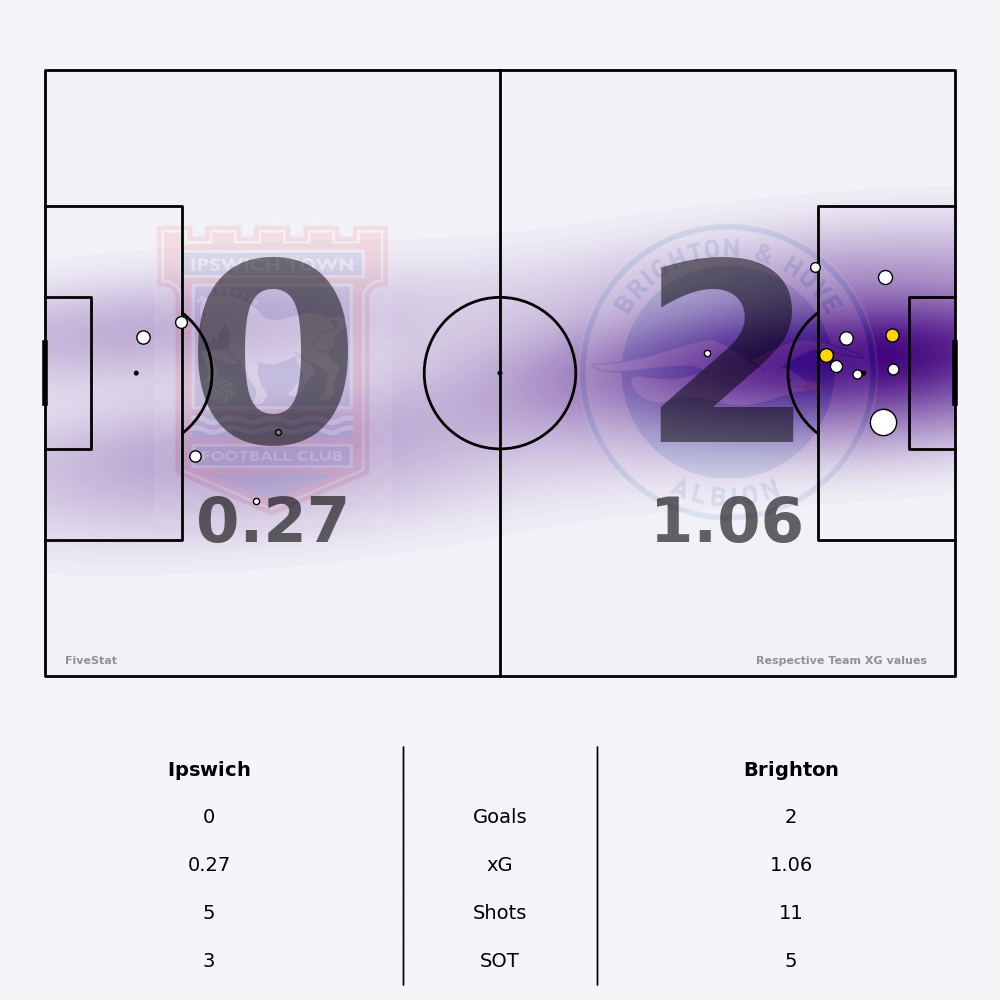 IPSWICH TOWN
FOOTBALL CLUB
BRIGHTON & HOVE
ALBION
0
2
0.27
1.06
FiveStat
Respective Team XG values
Ipswich
Brighton
0
Goals
2
0.27
xG
1.06
5
Shots
11
3
SOT
5